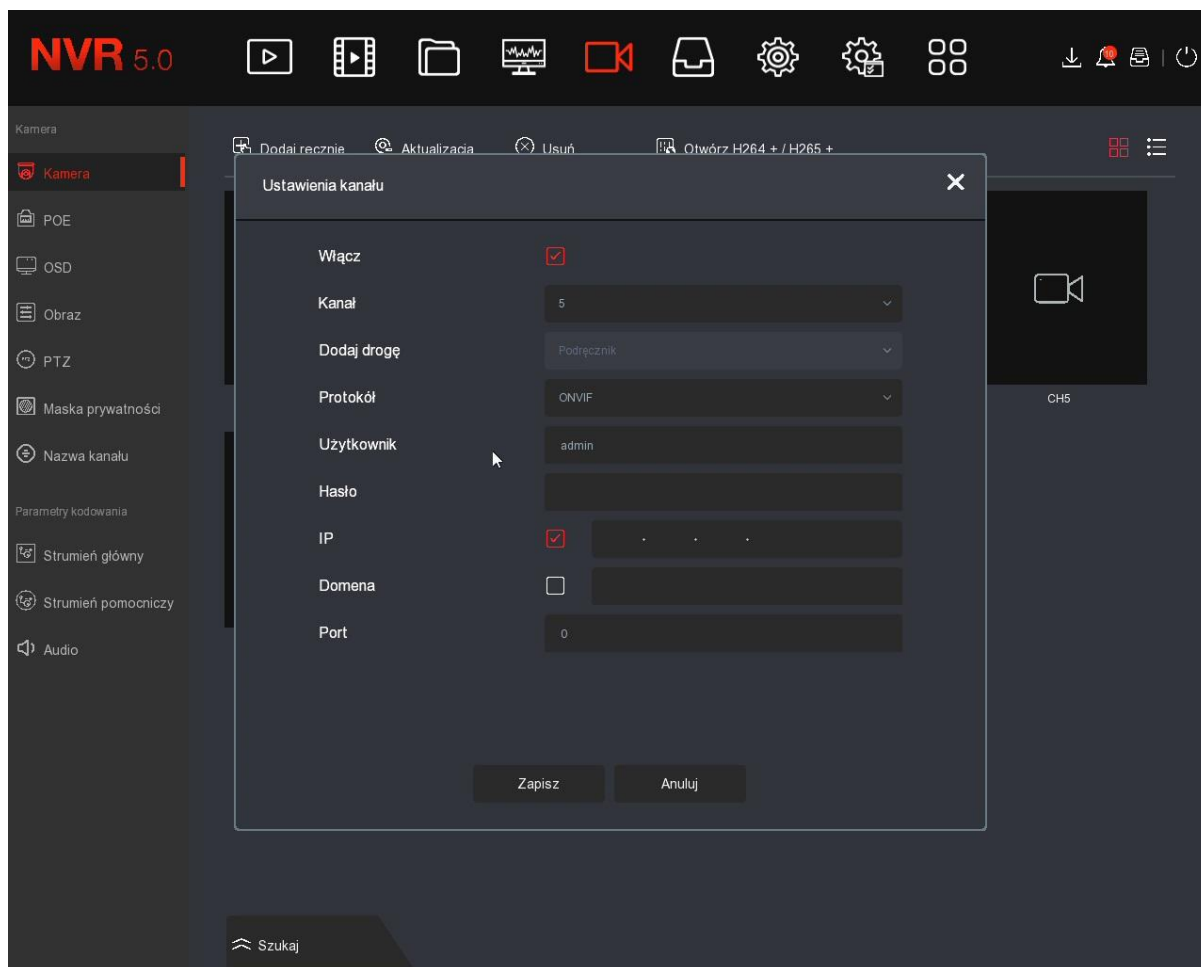 NVR 5.0
10
Kamera
Kamera
POE
OSD
Obraz
PTZ
Maska prywatności
Nazwa kanału
Parametry kodowania
Strumień główny
Strumień pomocniczy
Audio
Dodaj ręcznie
Aktualizacja
Usuń
Otwórz H264 + / H265 +
Ustawienia kanału
Włącz
Kanał 5
Dodaj drogę Podręcznik
Protokół ONVIF
Użytkownik admin
Hasło
IP . . .
Domena
Port 0
Zapisz Anuluj
CH5
Szukaj